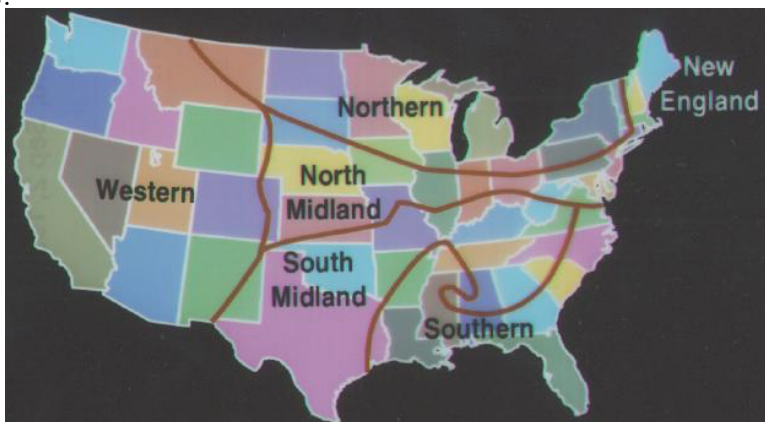 New
England
Northern
North
Midland
Western
South
Midland
Southern